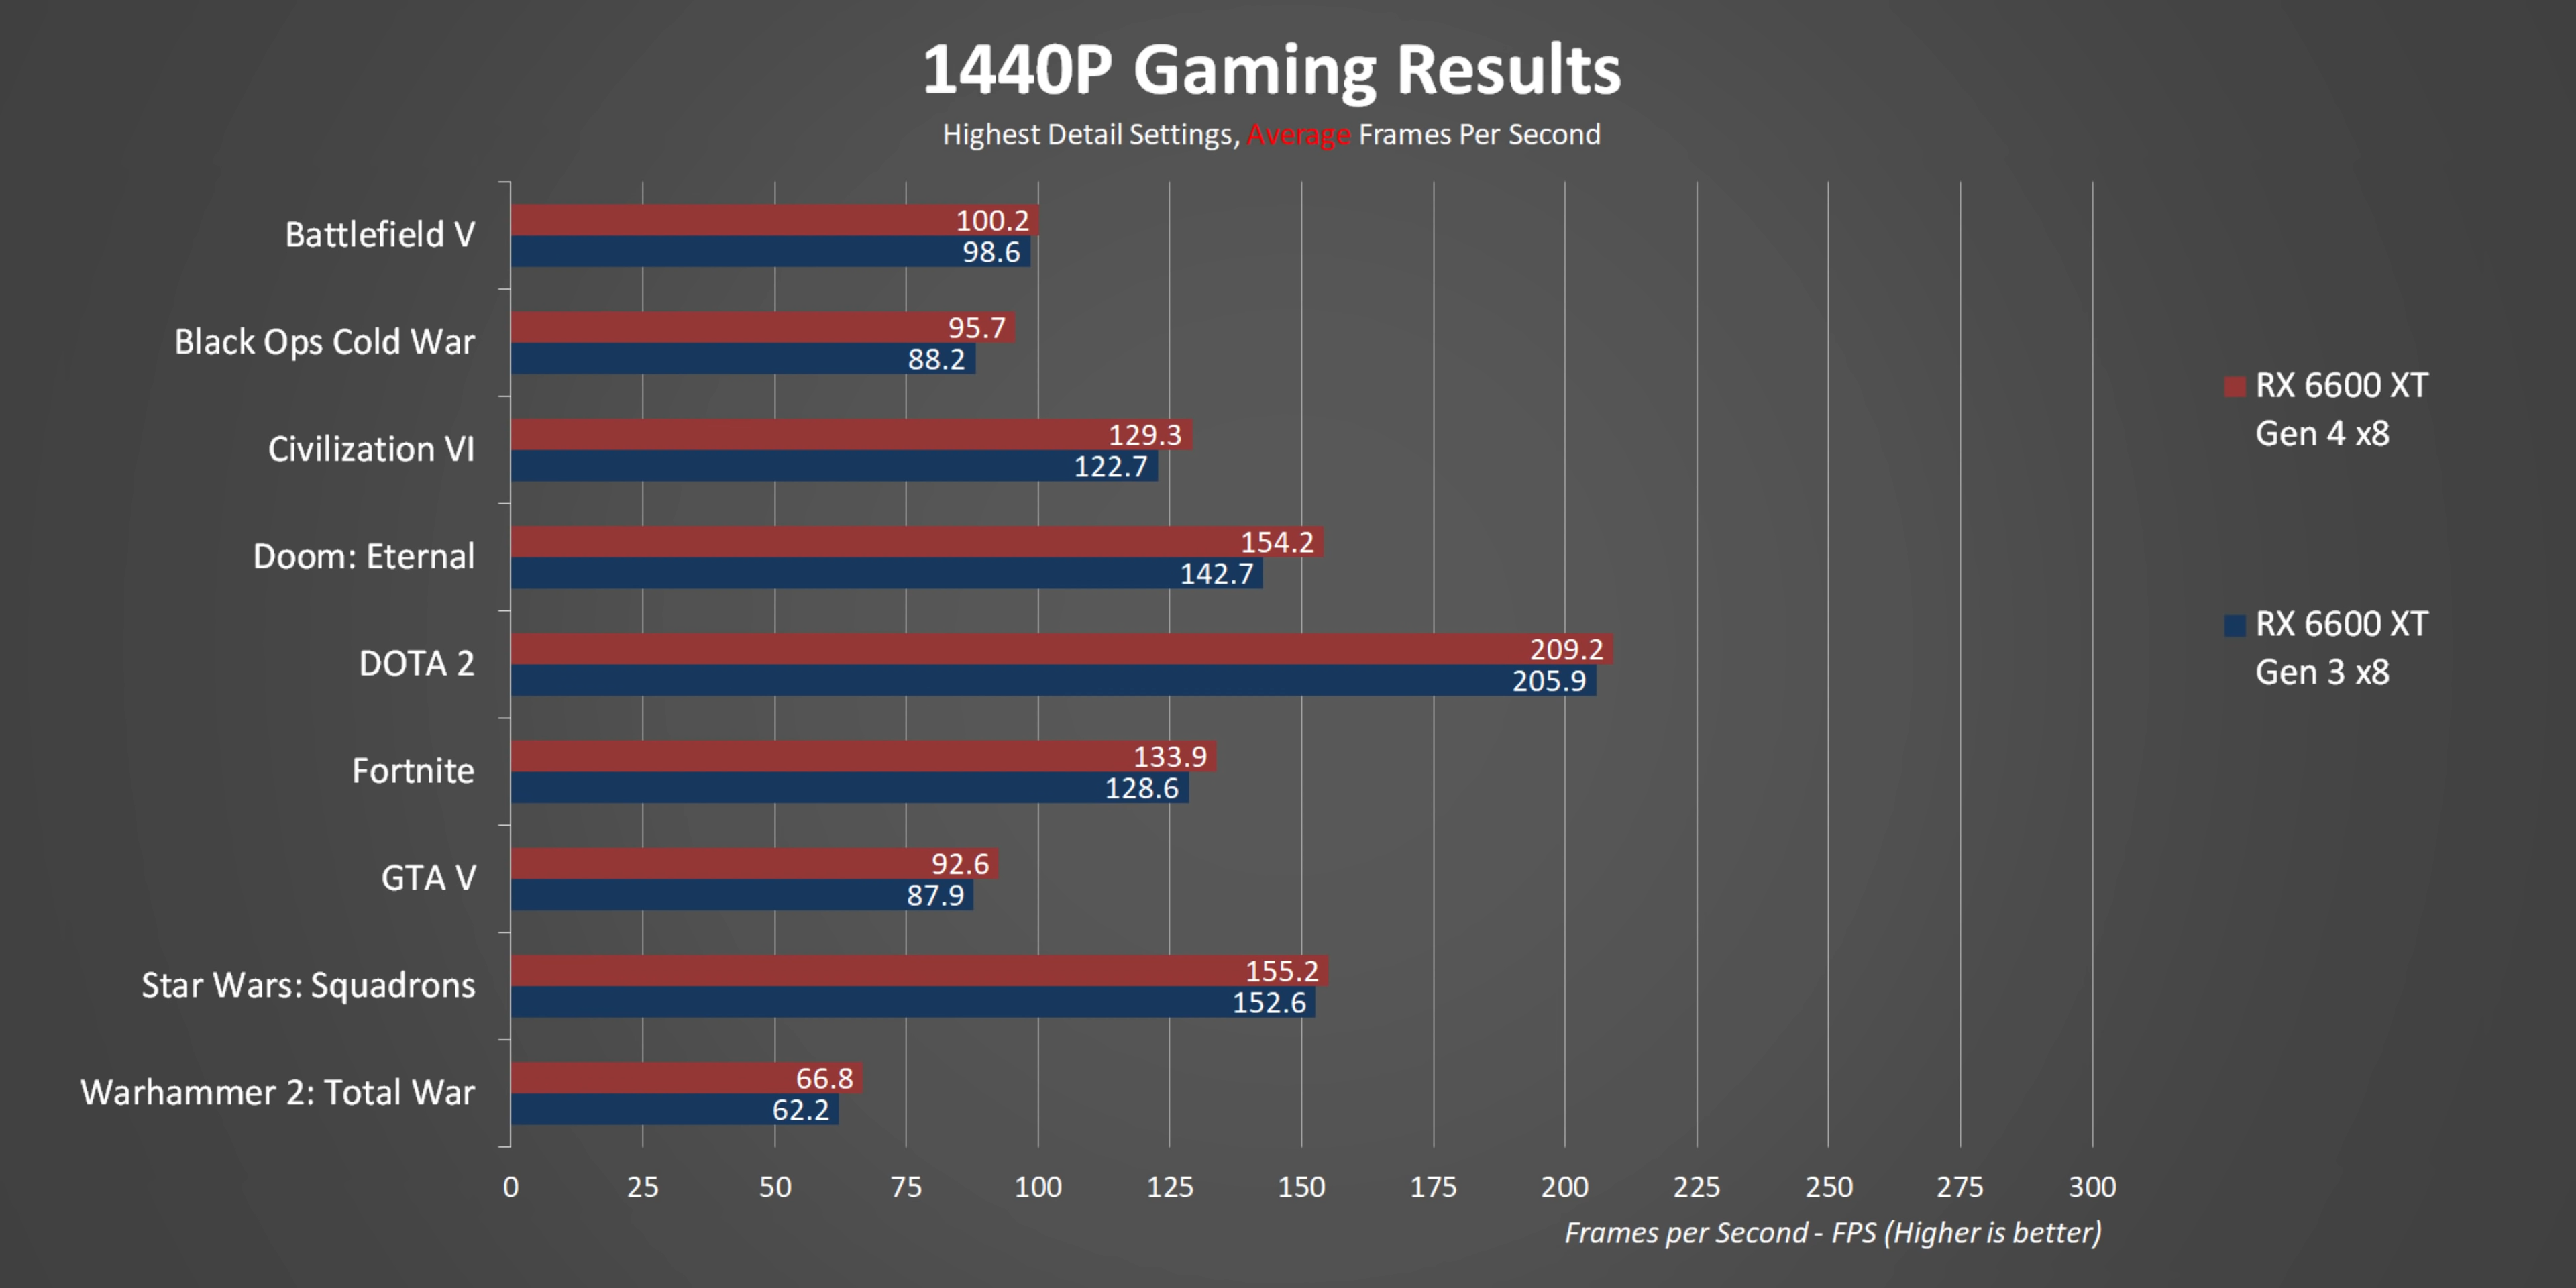 1440P Gaming Results
Highest Detail Settings, Average Frames Per Second
Battlefield V
100.2
98.6
Black Ops Cold War
95.7
88.2
Civilization VI
129.3
122.7
Doom: Eternal
154.2
142.7
DOTA 2
209.2
205.9
Fortnite
133.9
128.6
GTA V
92.6
87.9
Star Wars: Squadrons
155.2
152.6
Warhammer 2: Total War
66.8
62.2
RX 6600 XT
Gen 4 x8
RX 6600 XT
Gen 3 x8
0 25 50 75 100 125 150 175 200 225 250 275 300
Frames per Second - FPS (Higher is better)